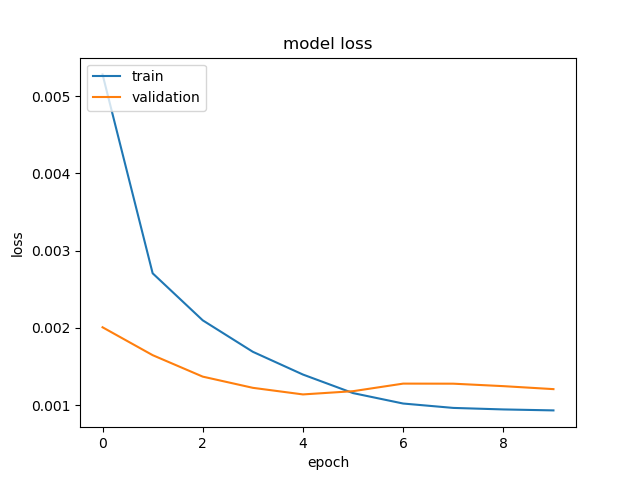 model loss
train
validation
0.005
0.004
0.003
0.002
0.001
loss
0 2 4 6 8
epoch